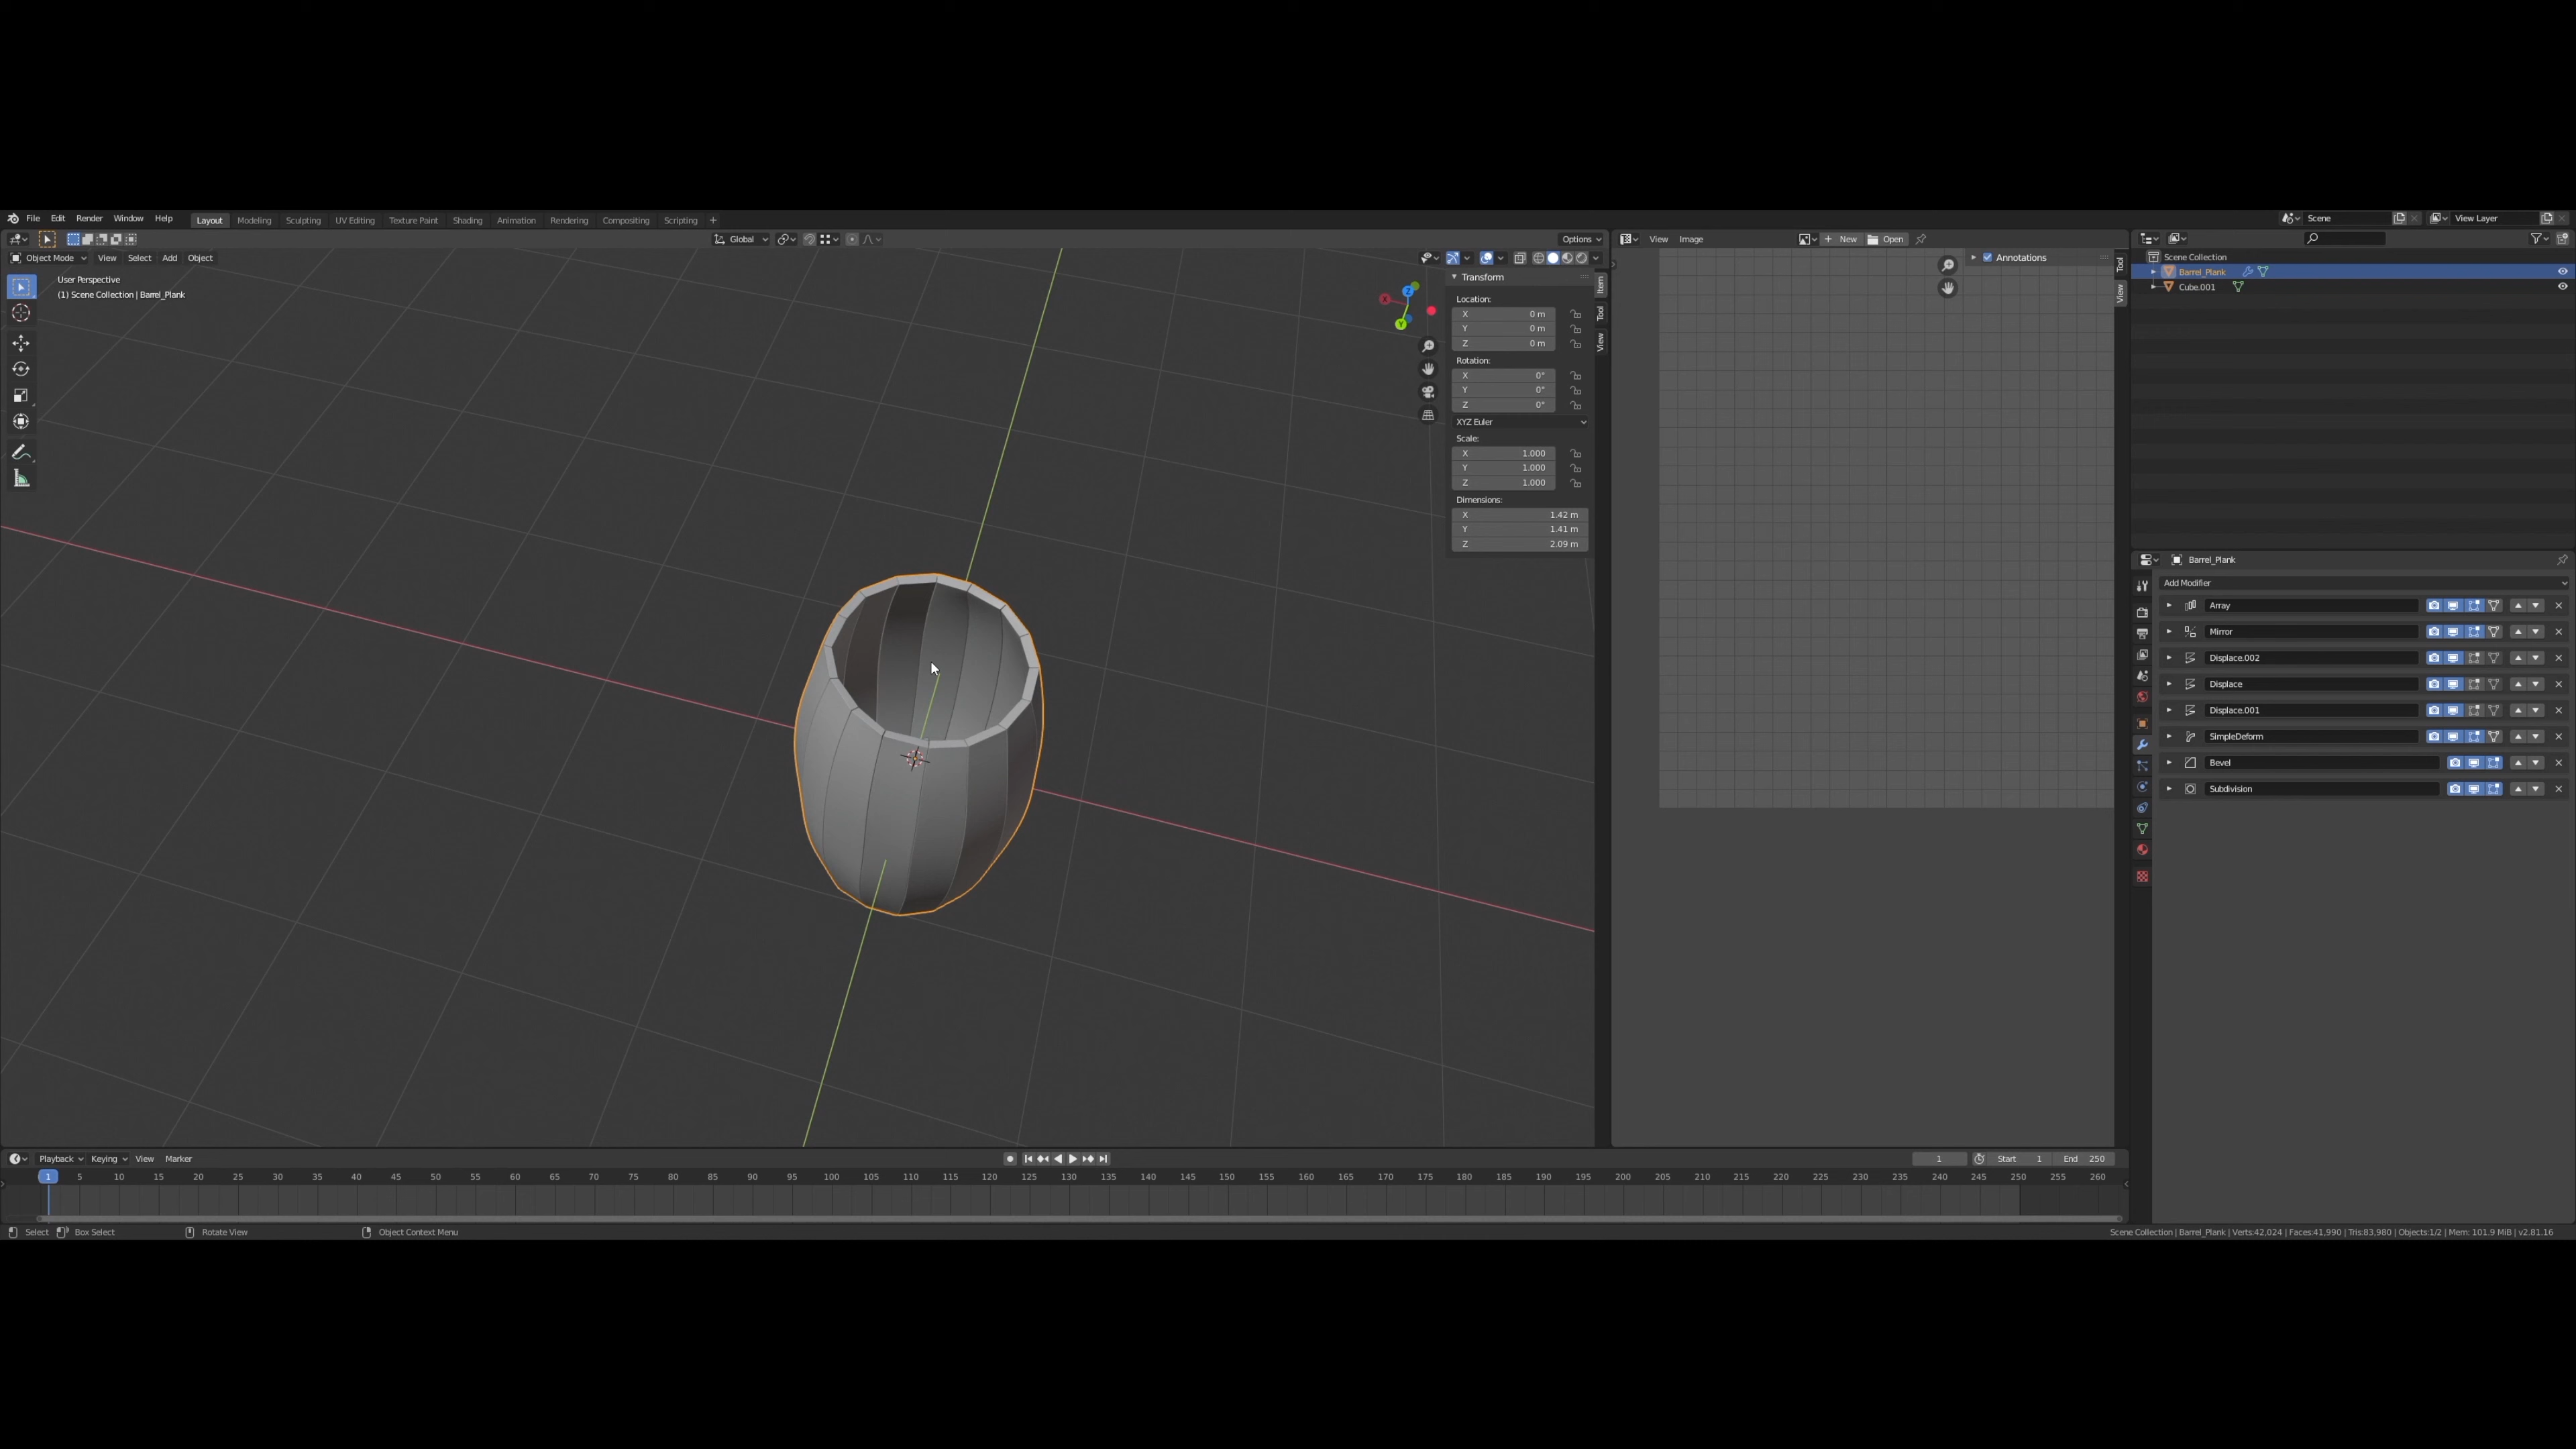 File Edit Render Window Help Layout Modeling Sculpting UV Editing Texture Paint Shading Animation Rendering Compositing Scripting + Scene View Layer
Global Options View Image New Open
Object Mode View Select Add Object
User Perspective
(1) Scene Collection | Barrel_Plank
Transform
Location:
X 0 m
Y 0 m
Z 0 m
Rotation:
X 0°
Y 0°
Z 0°
XYZ Euler
Scale:
X 1.000
Y 1.000
Z 1.000
Dimensions:
X 1.42 m
Y 1.41 m
Z 2.09 m
Item
Tool
View
X
Y
Z
Annotations
Tool
View
Scene Collection
Barrel_Plank
Cube.001
Barrel_Plank
Add Modifier
Array
Mirror
Displace.002
Displace
Displace.001
SimpleDeform
Bevel
Subdivision
Playback Keying View Marker 1 Start 1 End 250
1 5 10 15 20 25 30 35 40 45 50 55 60 65 70 75 80 85 90 95 100 105 110 115 120 125 130 135 140 145 150 155 160 165 170 175 180 185 190 195 200 205 210 215 220 225 230 235 240 245 250 255 260
Select Box Select Rotate View Object Context Menu Scene Collection | Barrel_Plank | Verts:42,024 | Faces:41,990 | Tris:83,980 | Objects:1/2 | Mem: 101.9 MiB | v2.81.16